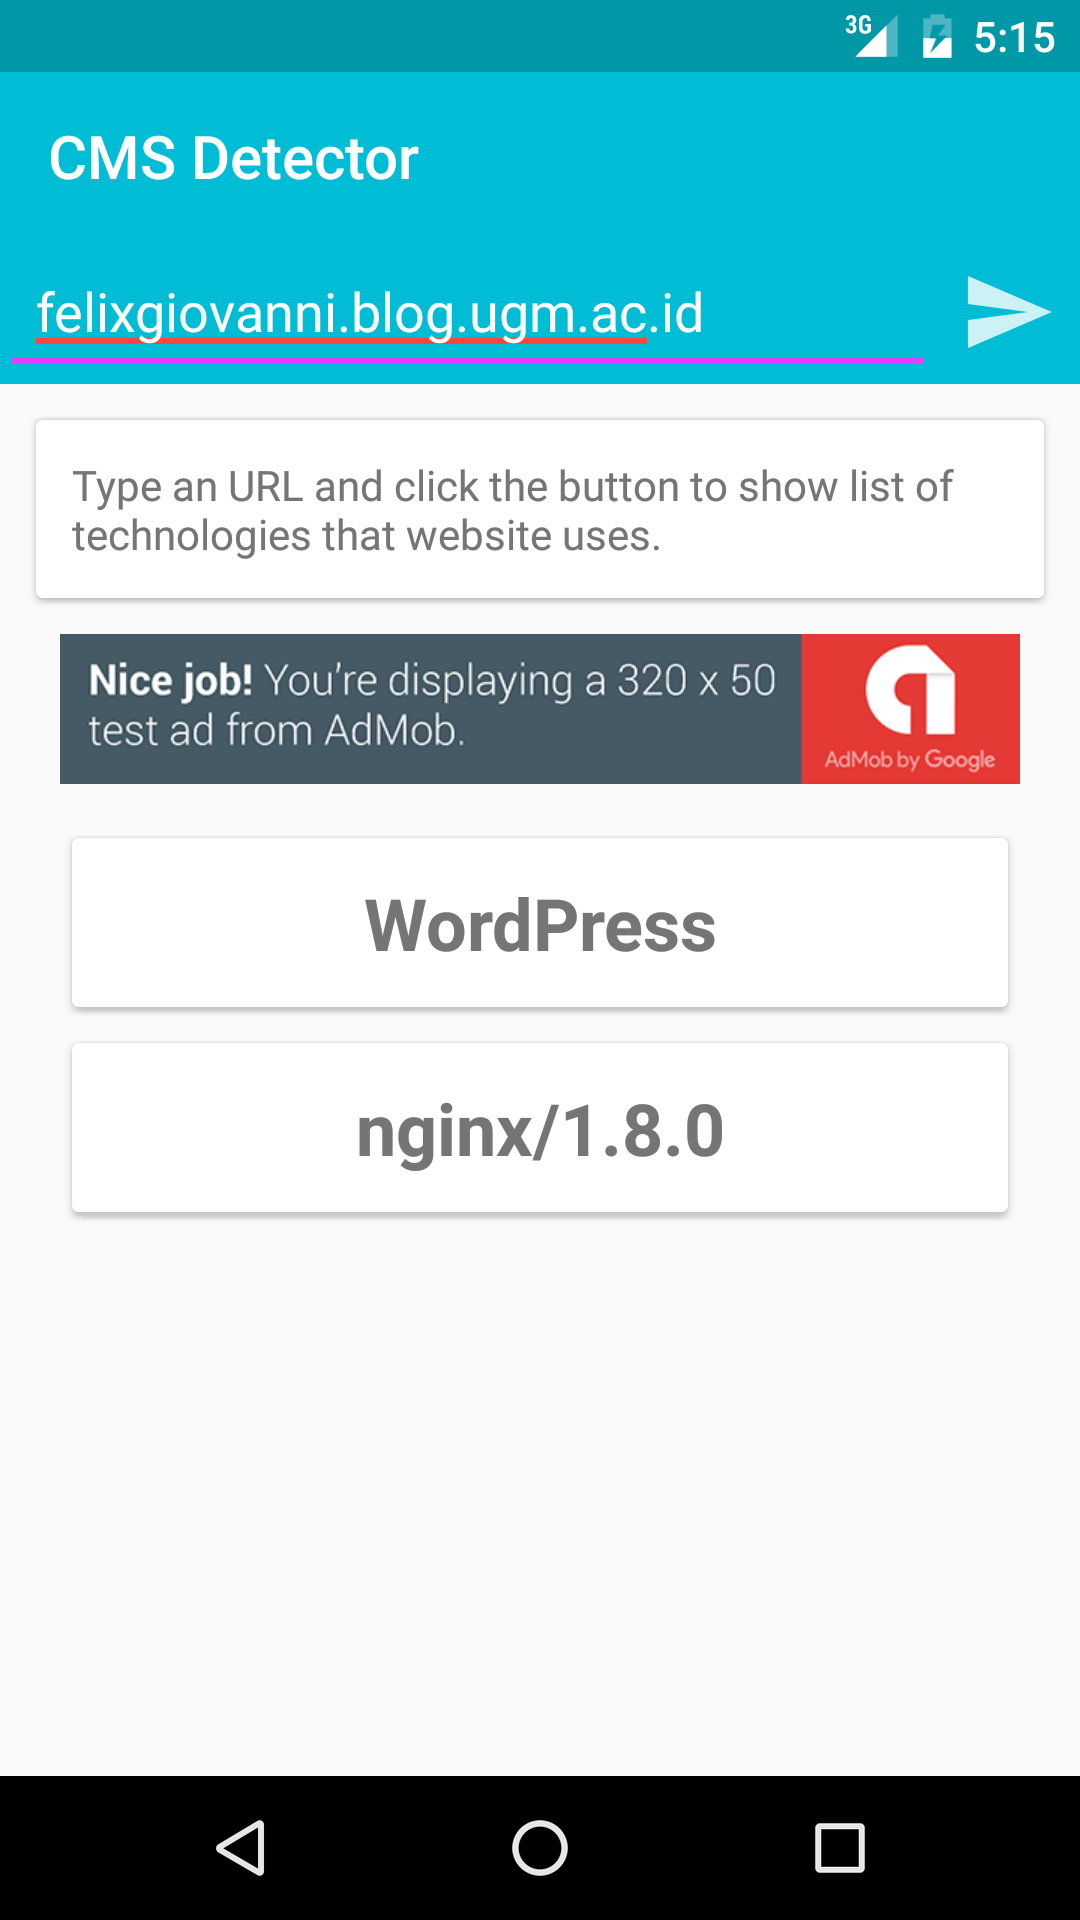 3G 5:15
CMS Detector
felixgiovanni.blog.ugm.ac.id
Type an URL and click the button to show list of
technologies that website uses.
Nice job! You're displaying a 320 x 50
test ad from AdMob.
AdMob by Google
WordPress
nginx/1.8.0